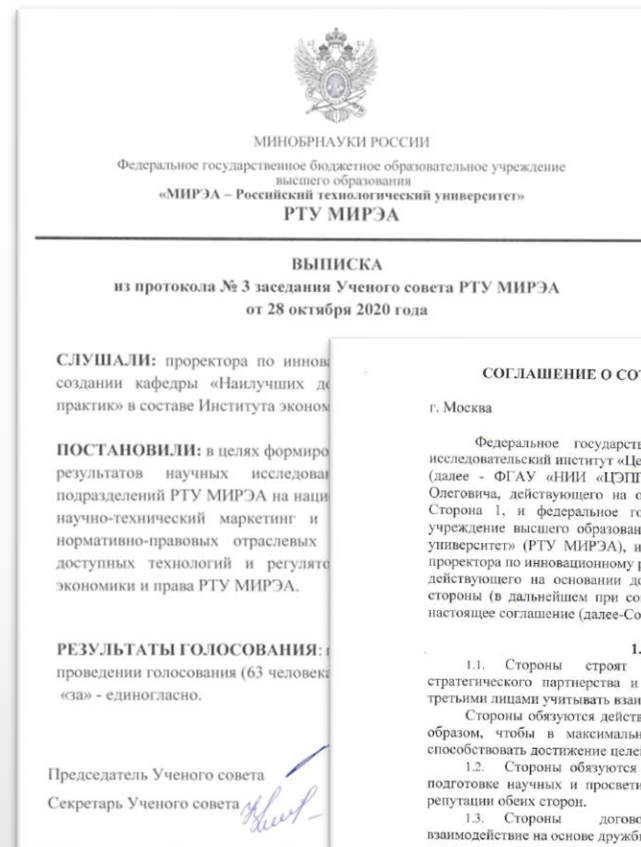 МИНОБРНАУКИ РОССИИ
Федеральное государственное бюджетное образовательное учреждение
высшего образования
«МИРЭА – Российский технологический университет»
РТУ МИРЭА
ВЫПИСКА
из протокола № 3 заседания Ученого совета РТУ МИРЭА
от 28 октября 2020 года
СЛУШАЛИ: проректора по иннов
создании кафедры «Наилучших до
практик» в составе Института эконом
ПОСТАНОВИЛИ: в целях формиро
результатов научных исследован
подразделений РТУ МИРЭА на наци
научно-технический маркетинг и
нормативно-правовых отраслевых
доступных технологий и регулято
экономики и права РТУ МИРЭА.
РЕЗУЛЬТАТЫ ГОЛОСОВАНИЯ:
проведении голосования (63 человека
«за» - единогласно.
Председатель Ученого совета
Секретарь Ученого совета
СОГЛАШЕНИЕ О СОТ
г. Москва
Федеральное государств
исследовательский институт «Це
(далее - ФГАУ «НИИ «ЦЭПП
Олеговича, действующего на о
Сторона 1, и федеральное го
учреждение высшего образован
университет» (РТУ МИРЭА), и
проректора по инновационному р
действующего на основании до
стороны (в дальнейшем при со
настоящее соглашение (далее-Со
1.
1.1. Стороны строят
стратегического партнерства и
третьими лицами учитывать взаи
Стороны обязуются действ
образом, чтобы в максимальн
способствовать достижение целе
1.2. Стороны обязуются
подготовке научных и просвети
репутации обеих сторон.
1.3. Стороны догово
взаимодействие на основе дружб